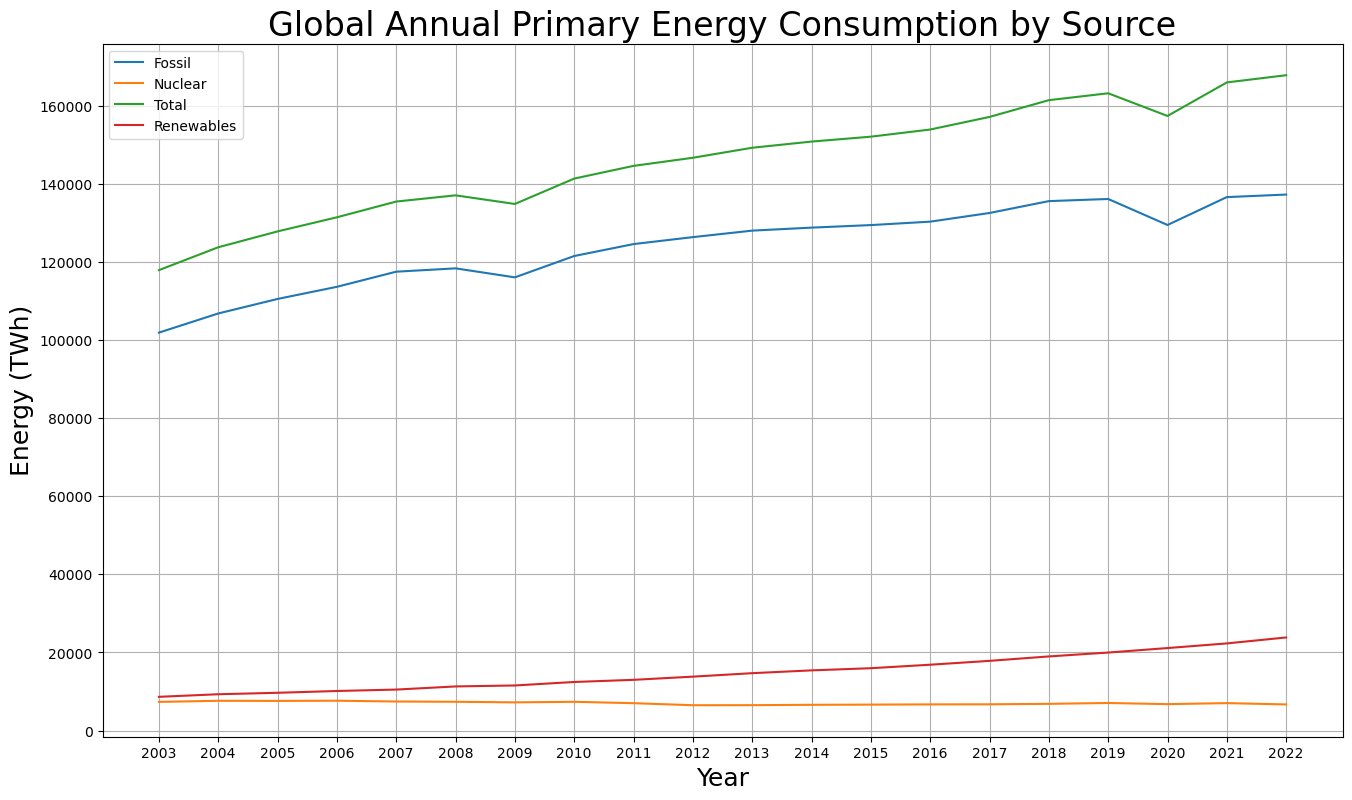 Global Annual Primary Energy Consumption by Source
Fossil
Nuclear
Total
Renewables
160000
140000
120000
100000
80000
60000
40000
20000
0
Energy (TWh)
2003 2004 2005 2006 2007 2008 2009 2010 2011 2012 2013 2014 2015 2016 2017 2018 2019 2020 2021 2022
Year